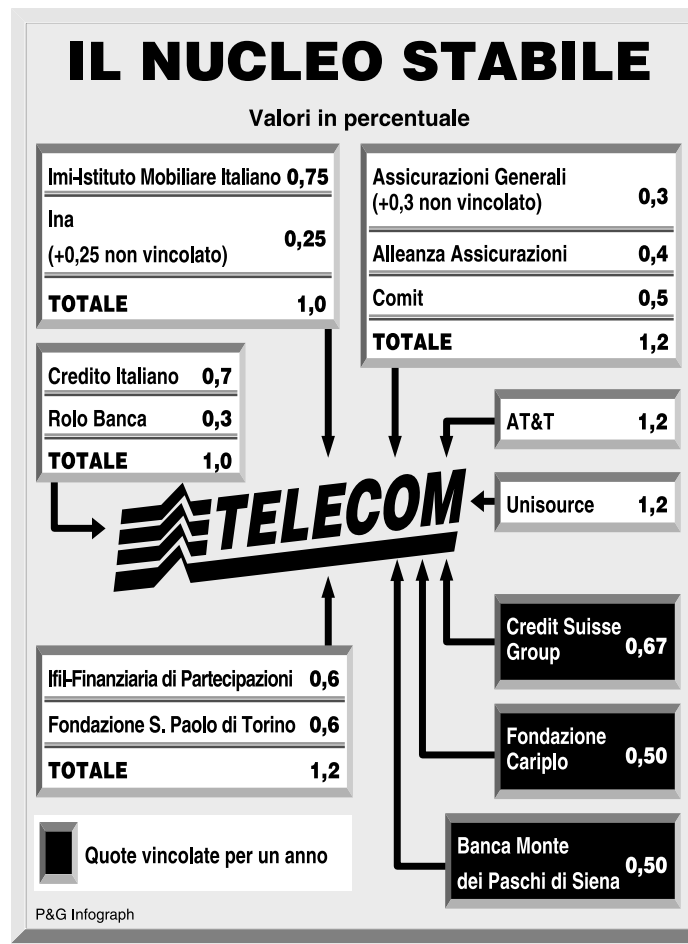 IL NUCLEO STABILE
Valori in percentuale
Imi-Istituto Mobiliare Italiano 0,75
Ina
(+0,25 non vincolato) 0,25
TOTALE 1,0
Assicurazioni Generali
(+0,3 non vincolato) 0,3
Alleanza Assicurazioni 0,4
Comit 0,5
TOTALE 1,2
Credito Italiano 0,7
Rolo Banca 0,3
TOTALE 1,0
AT&T 1,2
Unisource 1,2
TELECOM
Credit Suisse
Group 0,67
Fondazione
Cariplo 0,50
Banca Monte
dei Paschi di Siena 0,50
Ifil-Finanziaria di Partecipazioni 0,6
Fondazione S. Paolo di Torino 0,6
TOTALE 1,2
Quote vincolate per un anno
P&G Infograph